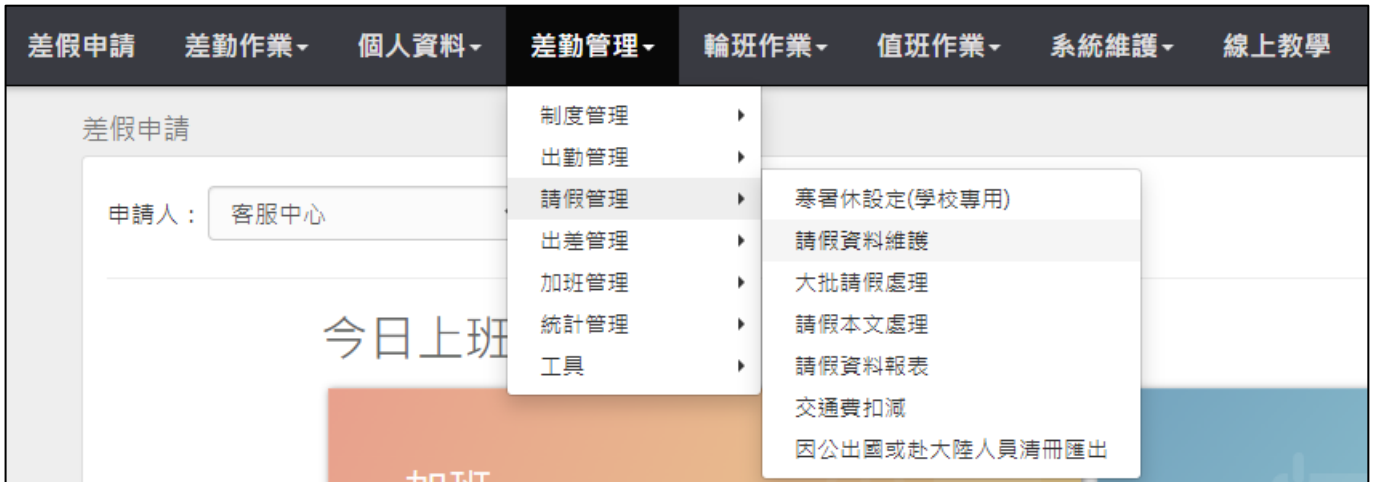 差假申請 差勤作業 個人資料 差勤管理 輪班作業 值班作業 系統維護 線上教學
差假申請
申請人： 客服中心
制度管理
出勤管理
請假管理
出差管理
加班管理
統計管理
工具
寒暑休設定(學校專用)
請假資料維護
大批請假處理
請假本文處理
請假資料報表
交通費扣減
因公出國或赴大陸人員清冊匯出
今日上班
加班